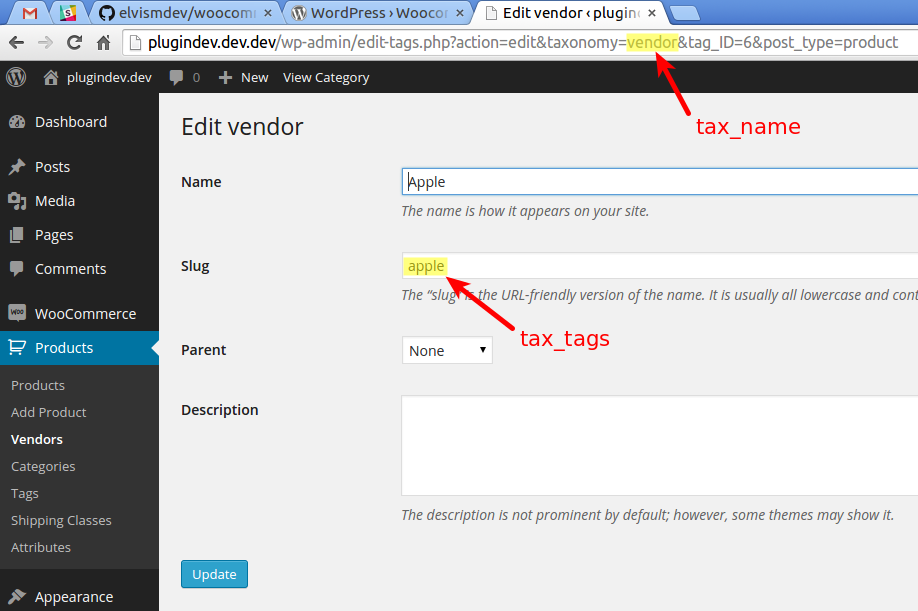 elvismdev/woocomm
WordPress › Woocor
Edit vendor ‹ plugin
plugindev.dev.dev/wp-admin/edit-tags.php?action=edit&taxonomy=vendor&tag_ID=6&post_type=product
plugindev.dev 0 New View Category
tax_name
Dashboard
Posts
Media
Pages
Comments
Woo WooCommerce
Products
Products
Add Product
Vendors
Categories
Tags
Shipping Classes
Attributes
Appearance
Edit vendor
Name Apple
The name is how it appears on your site.
Slug apple
The “slug” is the URL-friendly version of the name. It is usually all lowercase and cont
tax_tags
Parent None
Description
The description is not prominent by default; however, some themes may show it.
Update